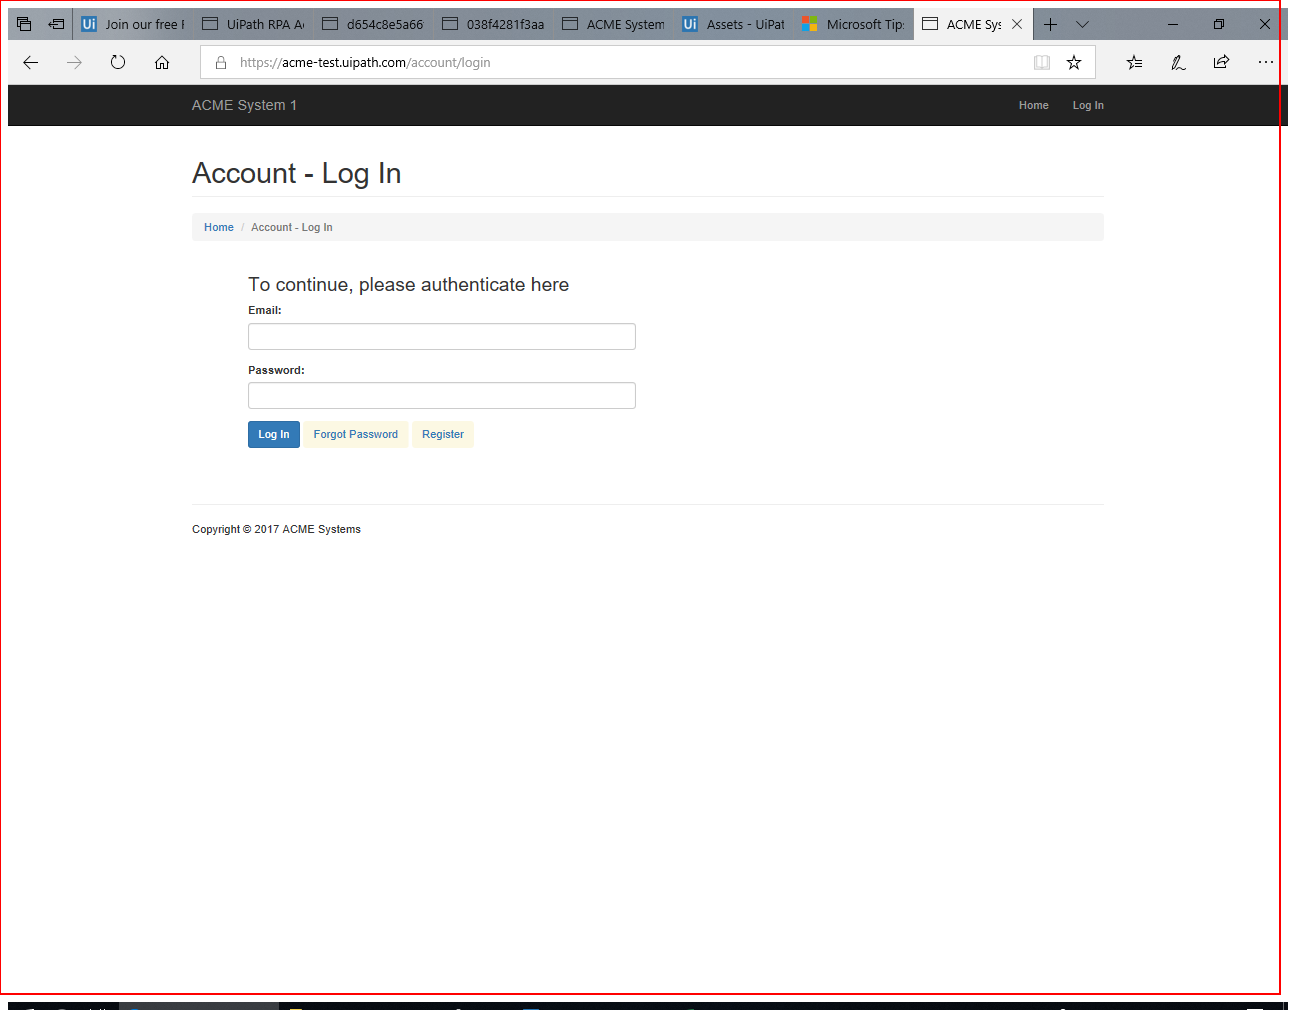 Join our free
UiPath RPA
d654c8e5a66
038f4281f3aa
ACME System
Assets - UiPat
Microsoft Tip
ACME Sys
https://acme-test.uipath.com/account/login
ACME System 1
Home
Log In
Account - Log In
Home / Account - Log In
To continue, please authenticate here
Email:
Password:
Log In
Forgot Password
Register
Copyright © 2017 ACME Systems